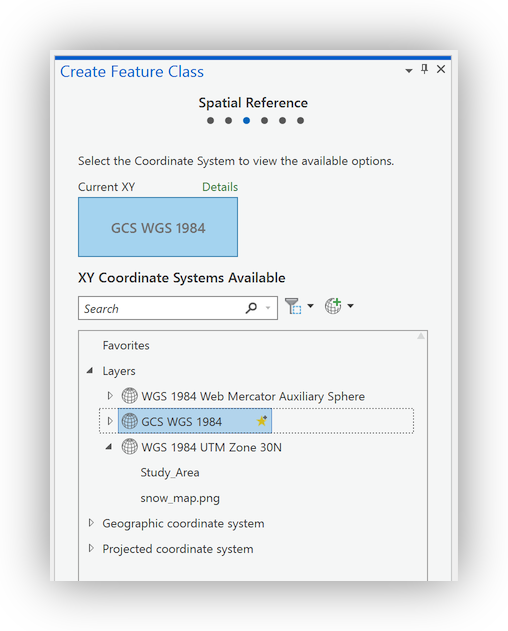 Create Feature Class
Spatial Reference
Select the Coordinate System to view the available options.
Current XY Details
GCS WGS 1984
XY Coordinate Systems Available
Search
Favorites
Layers
WGS 1984 Web Mercator Auxiliary Sphere
GCS WGS 1984
WGS 1984 UTM Zone 30N
Study_Area
snow_map.png
Geographic coordinate system
Projected coordinate system